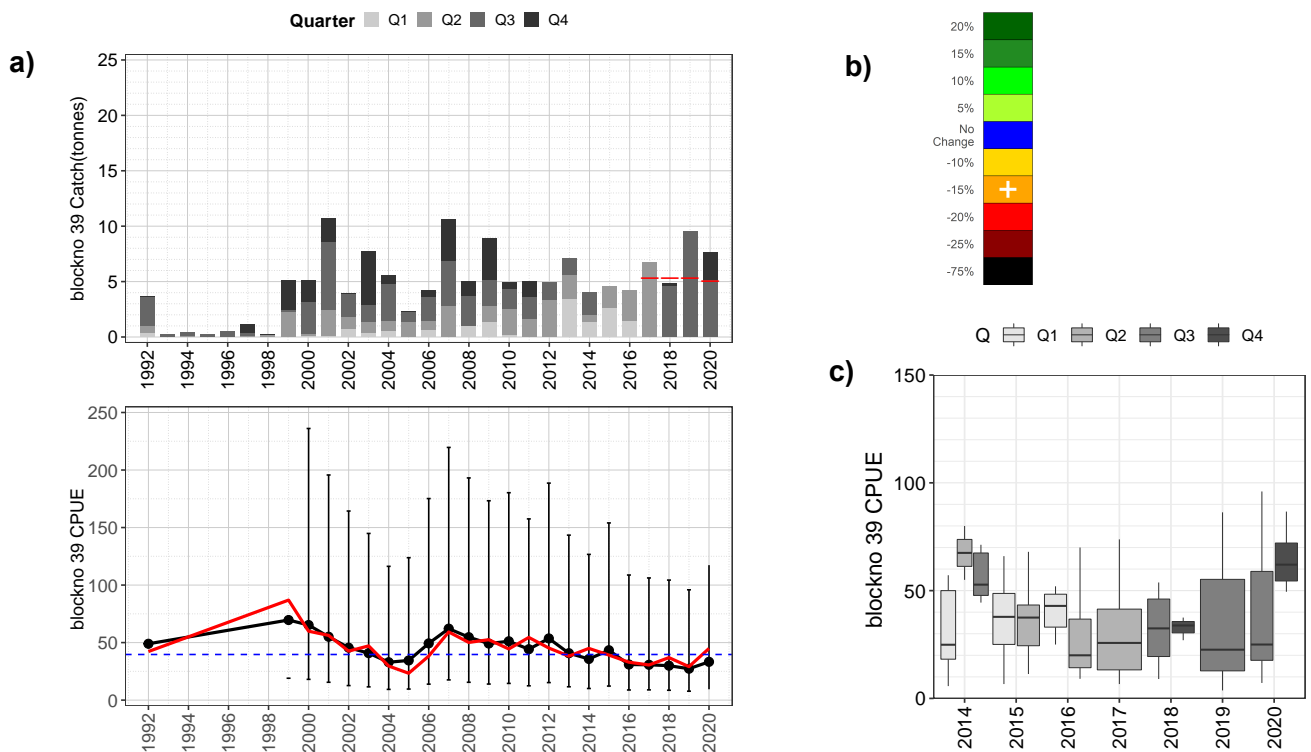 Quarter Q1 Q2 Q3 Q4
a)
blockno 39 Catch(tonnes)
25
20
15
10
5
0
1992 1994 1996 1998 2000 2002 2004 2006 2008 2010 2012 2014 2016 2018 2020
blockno 39 CPUE
250
200
150
100
50
0
1992 1994 1996 1998 2000 2002 2004 2006 2008 2010 2012 2014 2016 2018 2020
b)
20%
15%
10%
5%
No
Change
-10%
-15%
-20%
-25%
-75%
Q Q1 Q2 Q3 Q4
c)
blockno 39 CPUE
150
100
50
0
2014 2015 2016 2017 2018 2019 2020